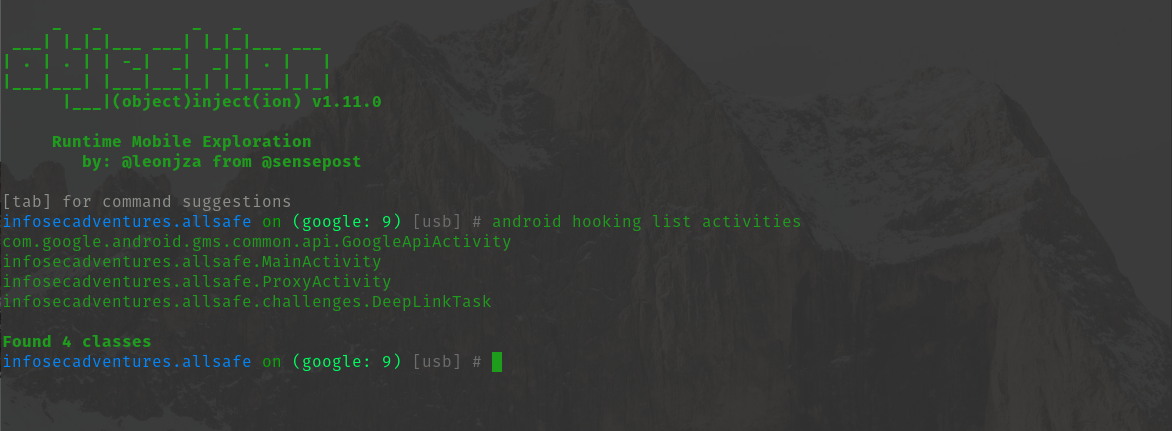 |___|(object)inject(ion) v1.11.0
Runtime Mobile Exploration
by: @leonjza from @sensepost
[tab] for command suggestions
infosecadventures.allsafe on (google: 9) [usb] # android hooking list activities
com.google.android.gms.common.api.GoogleApiActivity
infosecadventures.allsafe.MainActivity
infosecadventures.allsafe.ProxyActivity
infosecadventures.allsafe.challenges.DeepLinkTask
Found 4 classes
infosecadventures.allsafe on (google: 9) [usb] #